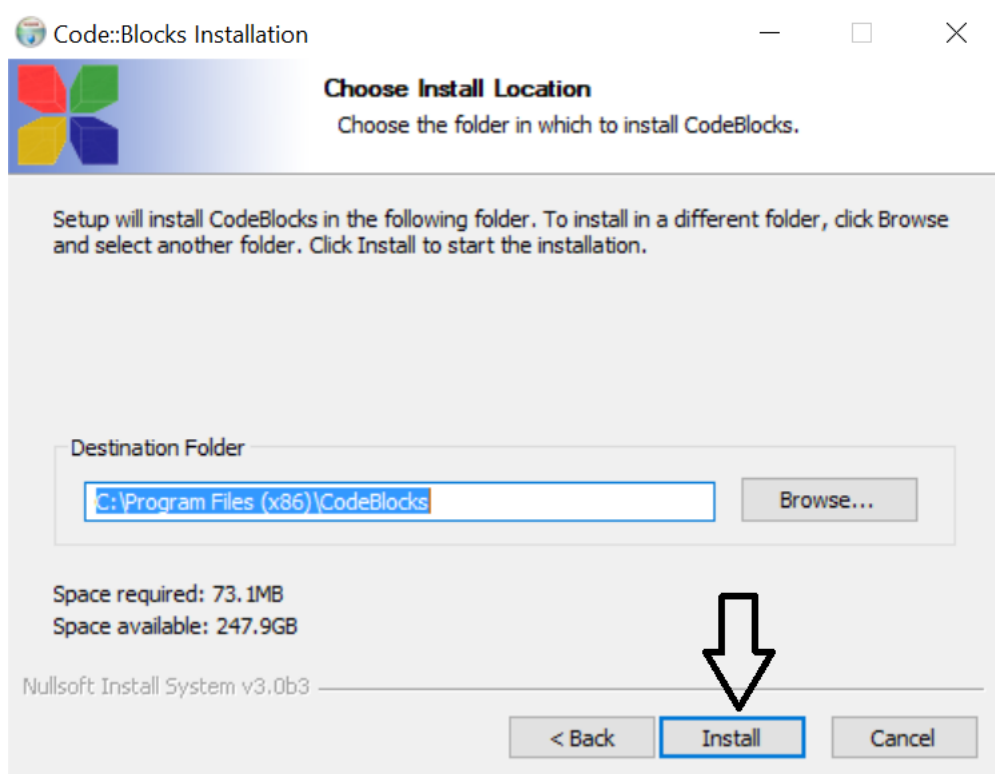 Code::Blocks Installation
Choose Install Location
Choose the folder in which to install CodeBlocks.
Setup will install CodeBlocks in the following folder. To install in a different folder, click Browse
and select another folder. Click Install to start the installation.
Destination Folder
C:\Program Files (x86)\CodeBlocks
Browse...
Space required: 73.1MB
Space available: 247.9GB
Nullsoft Install System v3.0b3
< Back
Install
Cancel